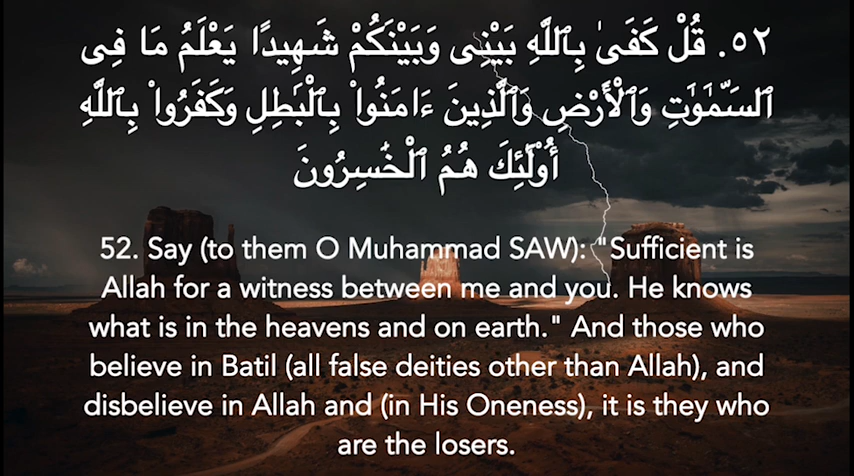 ٥٢. قُلْ كَفَىٰ بِٱللَّهِ بَيْنِى وَبَيْنَكُمْ شَهِيدًا يَعْلَمُ مَا فِى
ٱلسَّمَٰوَٰتِ وَٱلْأَرْضِ وَٱلَّذِينَ ءَامَنُوا۟ بِٱلْبَٰطِلِ وَكَفَرُوا۟ بِٱللَّهِ
أُو۟لَٰٓئِكَ هُمُ ٱلْخَٰسِرُونَ
52. Say (to them O Muhammad SAW): "Sufficient is
Allah for a witness between me and you. He knows
what is in the heavens and on earth." And those who
believe in Batil (all false deities other than Allah), and
disbelieve in Allah and (in His Oneness), it is they who
are the losers.